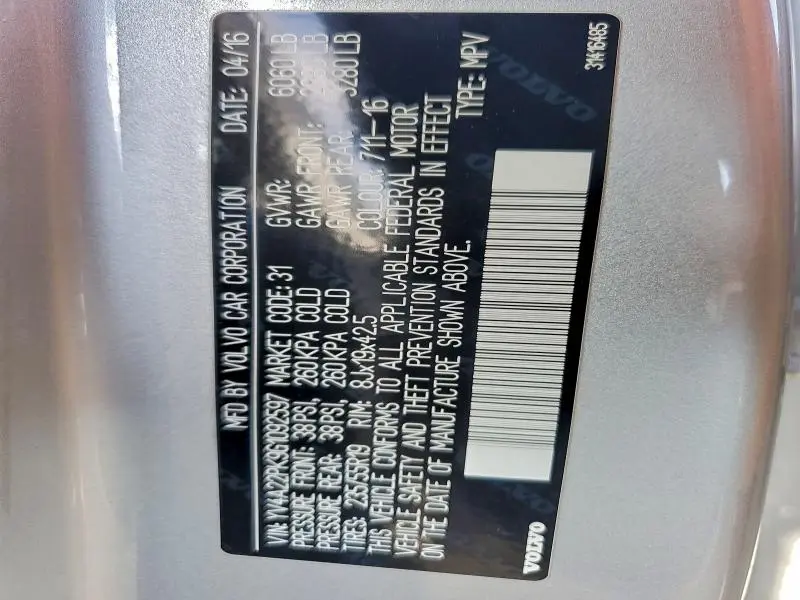 MFD BY VOLVO CAR CORPORATION DATE: 04/16
VIN: YV4A22PK9G1092597 MARKET CODE: 31 GVWR: 6060 LB
PRESSURE FRONT: 38PSI, 260KPA COLD GAWR FRONT: LB
PRESSURE REAR: 38PSI, 260KPA COLD GAWR REAR: 3280 LB
TIRES: 235/55R19 RIM: 8Jx19x42.5 COLOUR: 711-16
THIS VEHICLE CONFORMS TO ALL APPLICABLE FEDERAL MOTOR
VEHICLE SAFETY AND THEFT PREVENTION STANDARDS IN EFFECT
ON THE DATE OF MANUFACTURE SHOWN ABOVE. TYPE: MPV
VOLVO
VOLVO 31416485